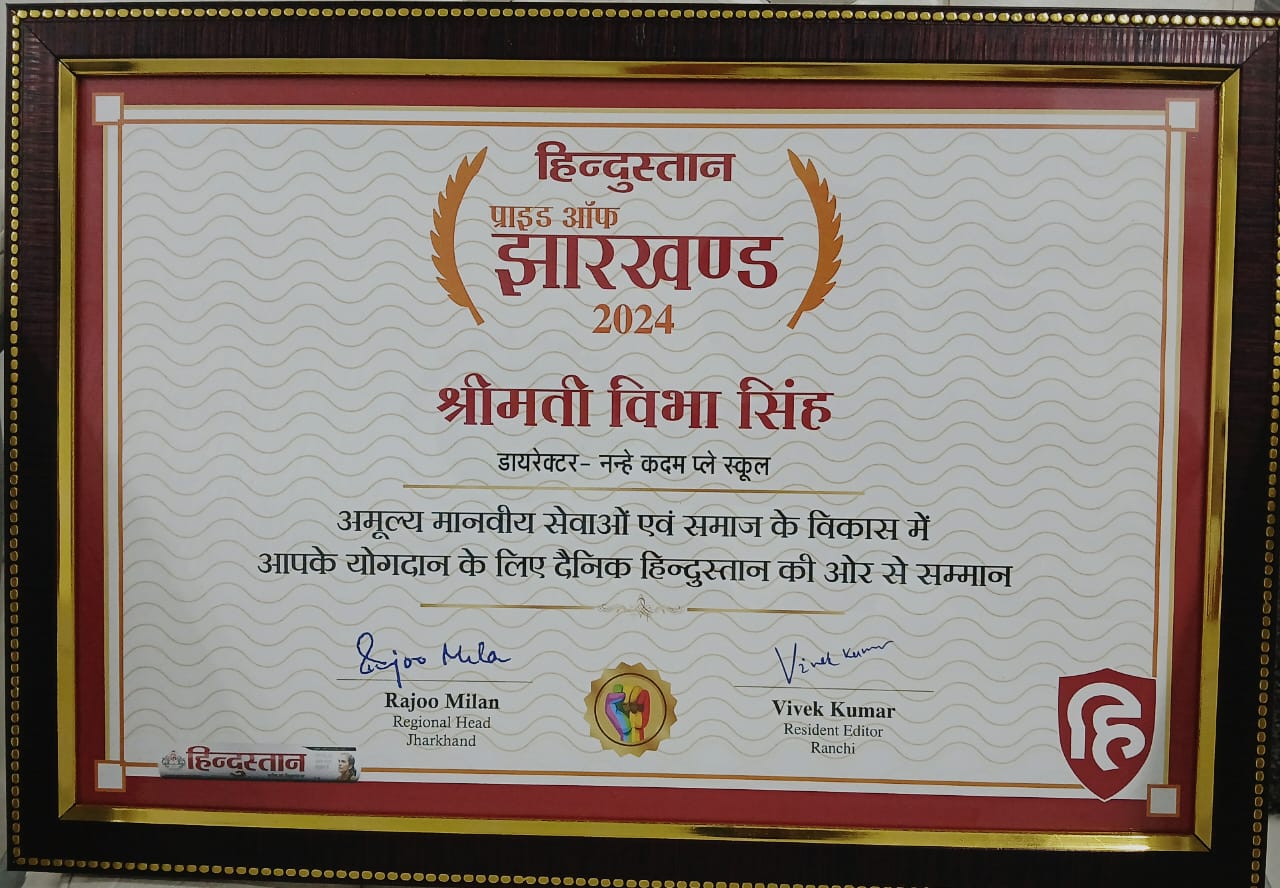 हिन्दुस्तान
प्राइड ऑफ
झारखण्ड
2024
श्रीमती विभा सिंह
डायरेक्टर- नन्हे कदम प्ले स्कूल
अमूल्य मानवीय सेवाओं एवं समाज के विकास में
आपके योगदान के लिए दैनिक हिन्दुस्तान की ओर से सम्मान
Rajoo Milan
Rajoo Milan
Regional Head
Jharkhand
Vivek Kumar
Vivek Kumar
Resident Editor
Ranchi
हिन्दुस्तान
हि